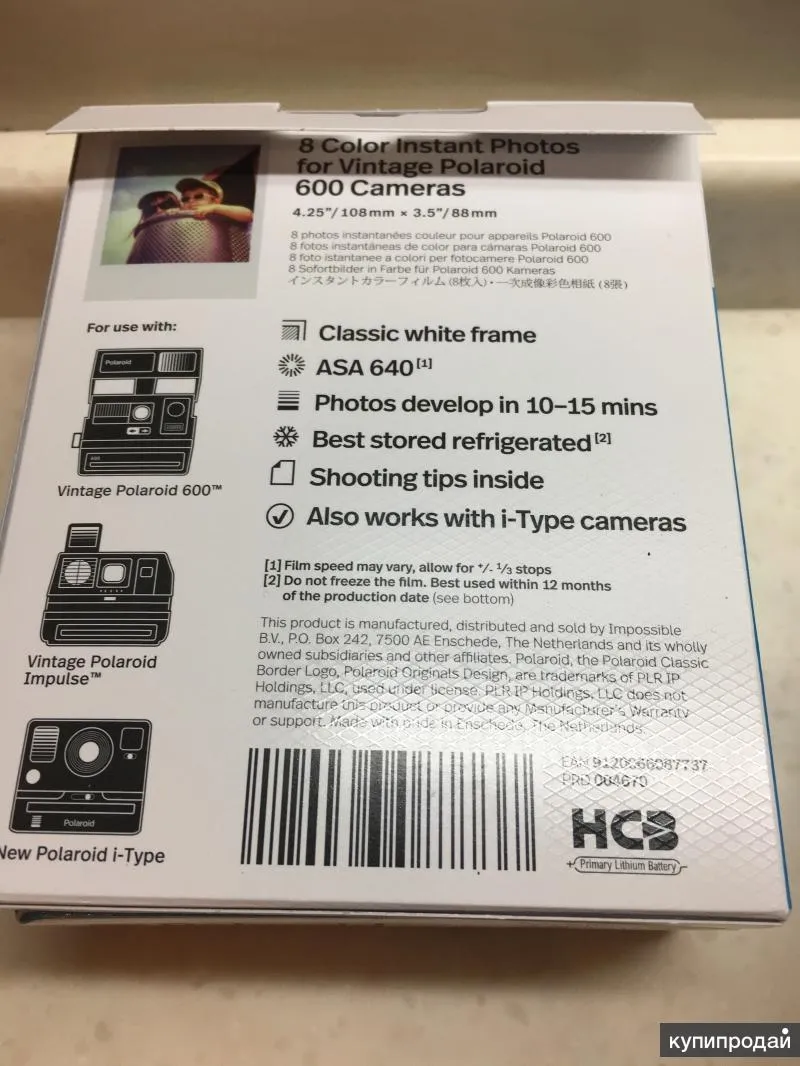 8 Color Instant Photos
for Vintage Polaroid
600 Cameras
4.25"/108mm × 3.5"/88mm
8 photos instantanées couleur pour appareils Polaroid 600
8 fotos instantáneas de color para cámaras Polaroid 600
8 foto istantanee a colori per fotocamere Polaroid 600
8 Sofortbilder in Farbe für Polaroid 600 Kameras
インスタントカラーフィルム (8枚入)・一次成像彩色相紙 (8張)
For use with:
Polaroid
Vintage Polaroid 600™
Vintage Polaroid
Impulse™
Polaroid
New Polaroid i-Type
Classic white frame
ASA 640 [1]
Photos develop in 10–15 mins
Best stored refrigerated [2]
Shooting tips inside
Also works with i-Type cameras
[1] Film speed may vary, allow for +/- 1/3 stops
[2] Do not freeze the film. Best used within 12 months
of the production date (see bottom)
This product is manufactured, distributed and sold by Impossible
B.V., P.O. Box 242, 7500 AE Enschede, The Netherlands and its wholly
owned subsidiaries and other affiliates. Polaroid, the Polaroid Classic
Border Logo, Polaroid Originals Design, are trademarks of PLR IP
Holdings, LLC, used under license. PLR IP Holdings, LLC does not
manufacture this product or provide any Manufacturer's Warranty
or support. Made with pride in Enschede, The Netherlands.
EAN 9120066087737
PRD 004670
HCB
+ Primary Lithium Battery -
купипродай